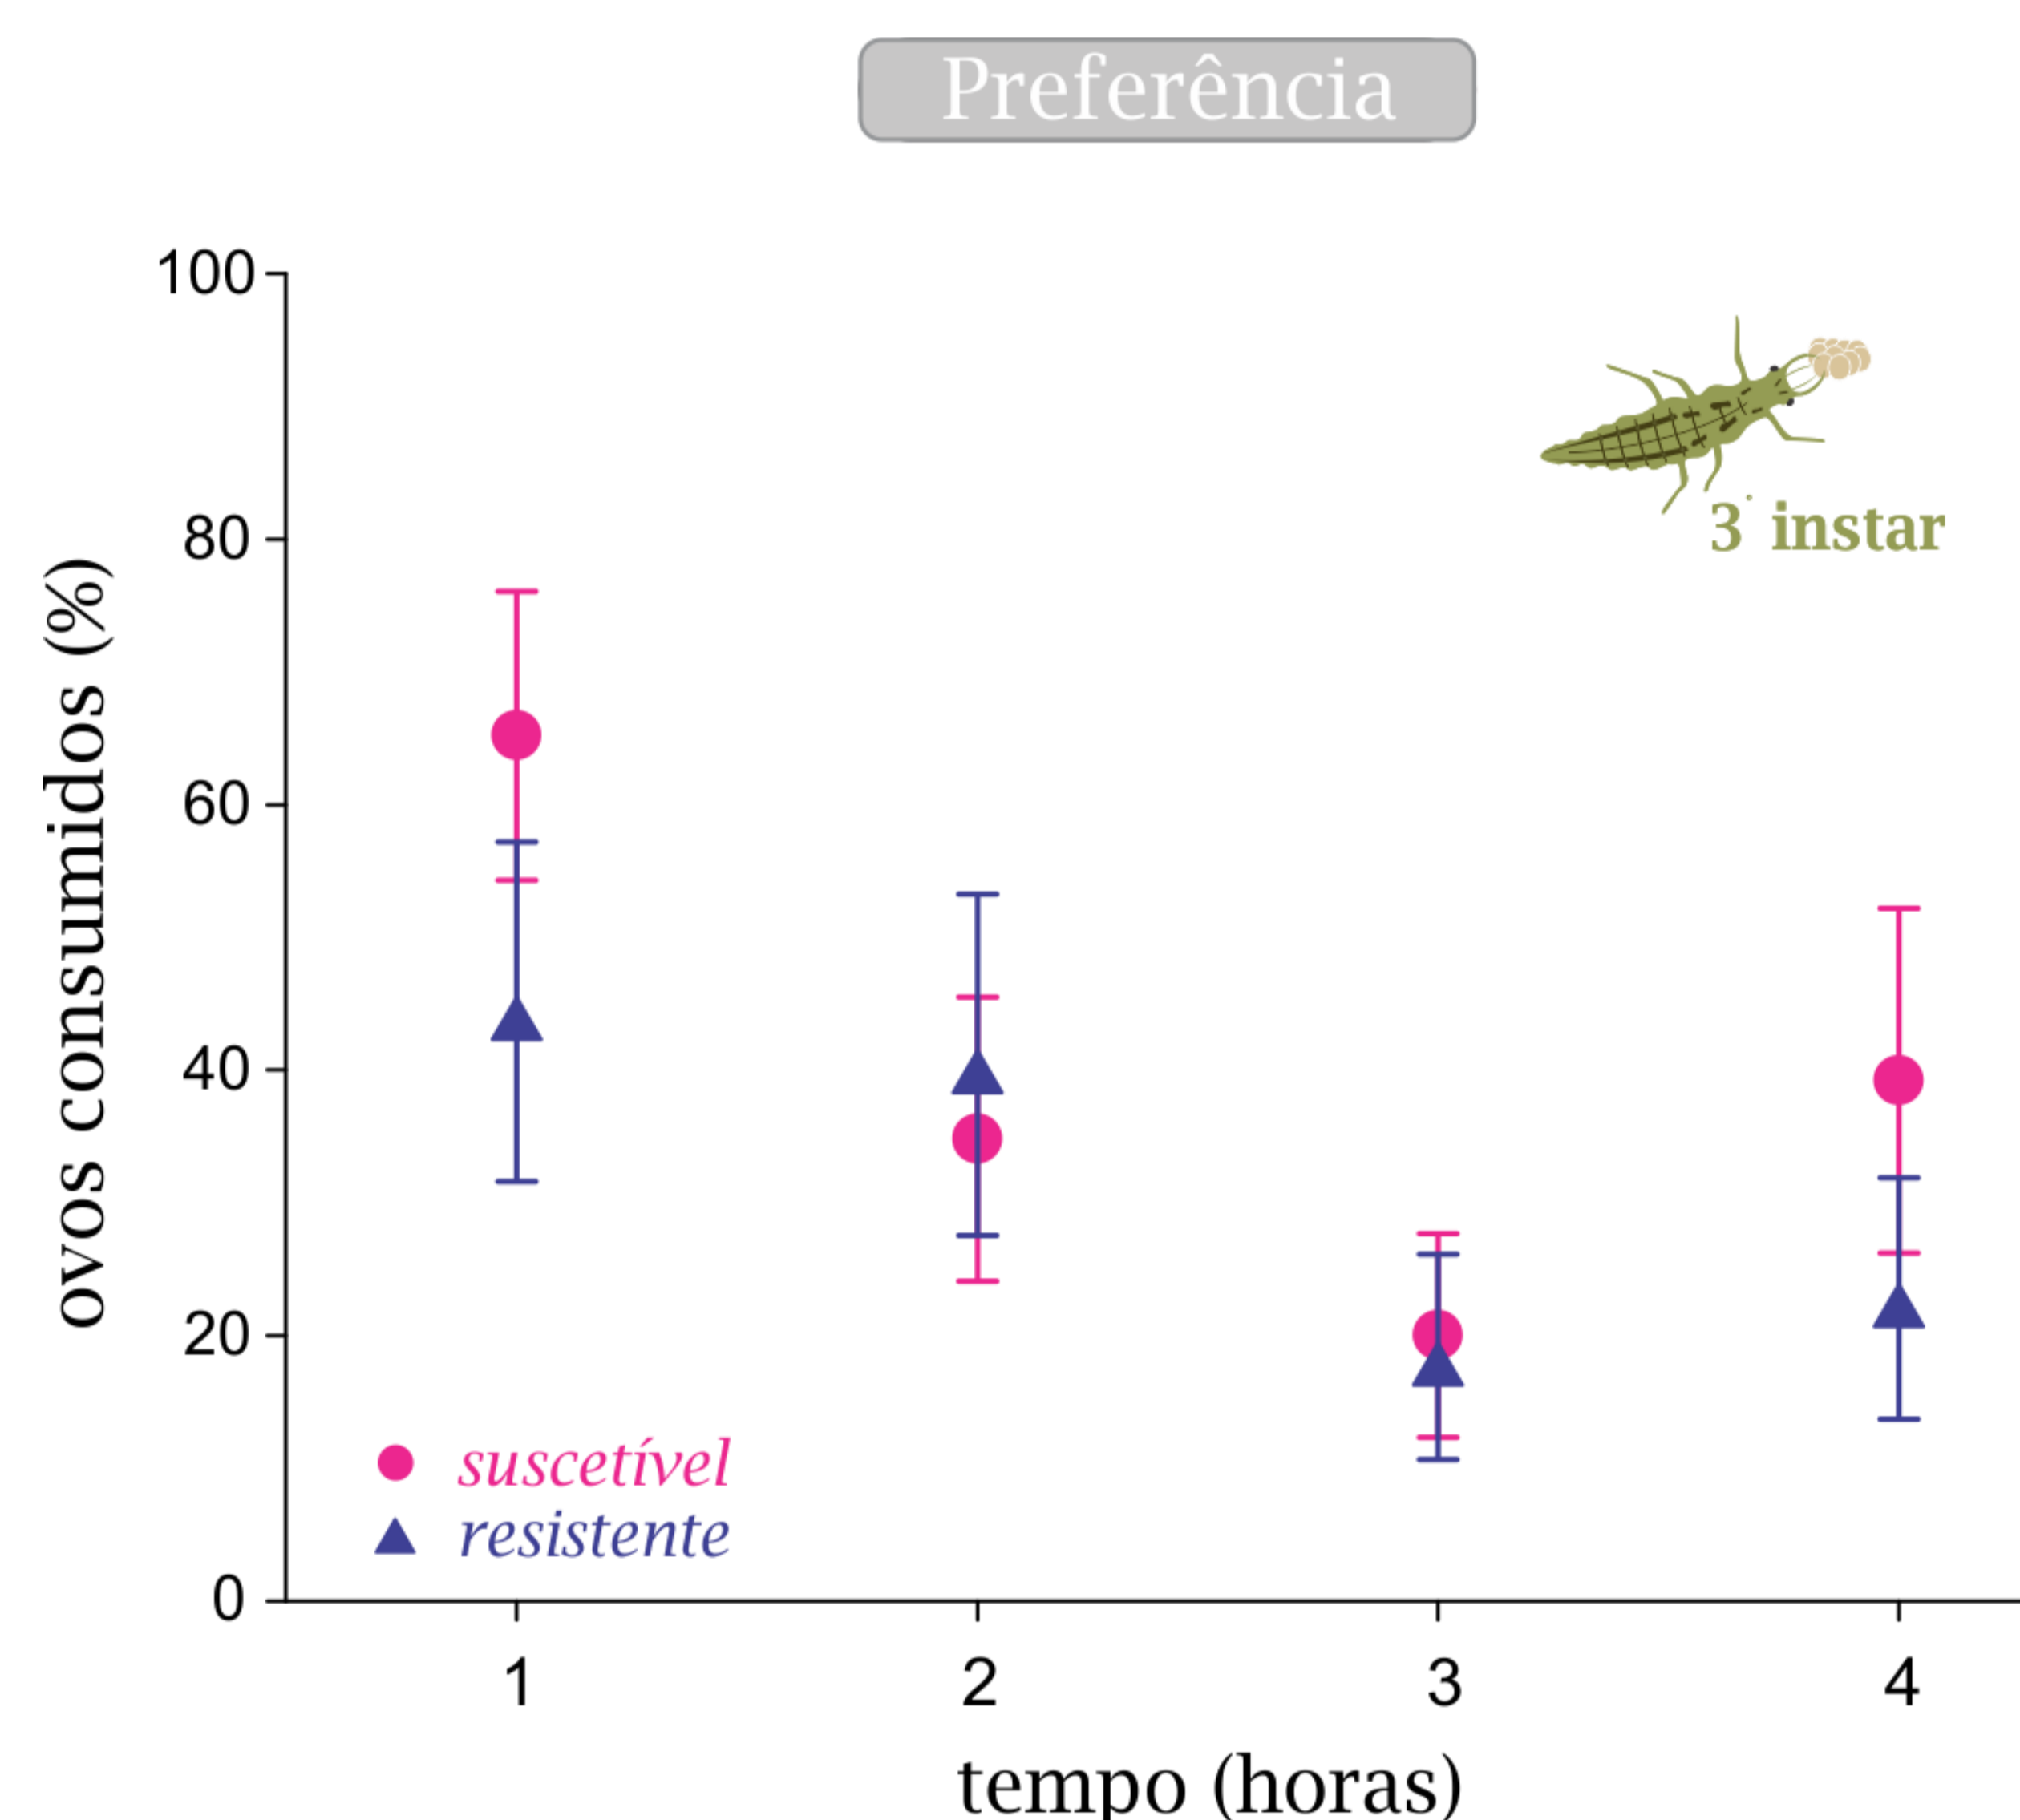 Preferência
100
80
60
40
20
0
ovos consumidos (%)
3° instar
suscetível
resistente
1 2 3 4
tempo (horas)